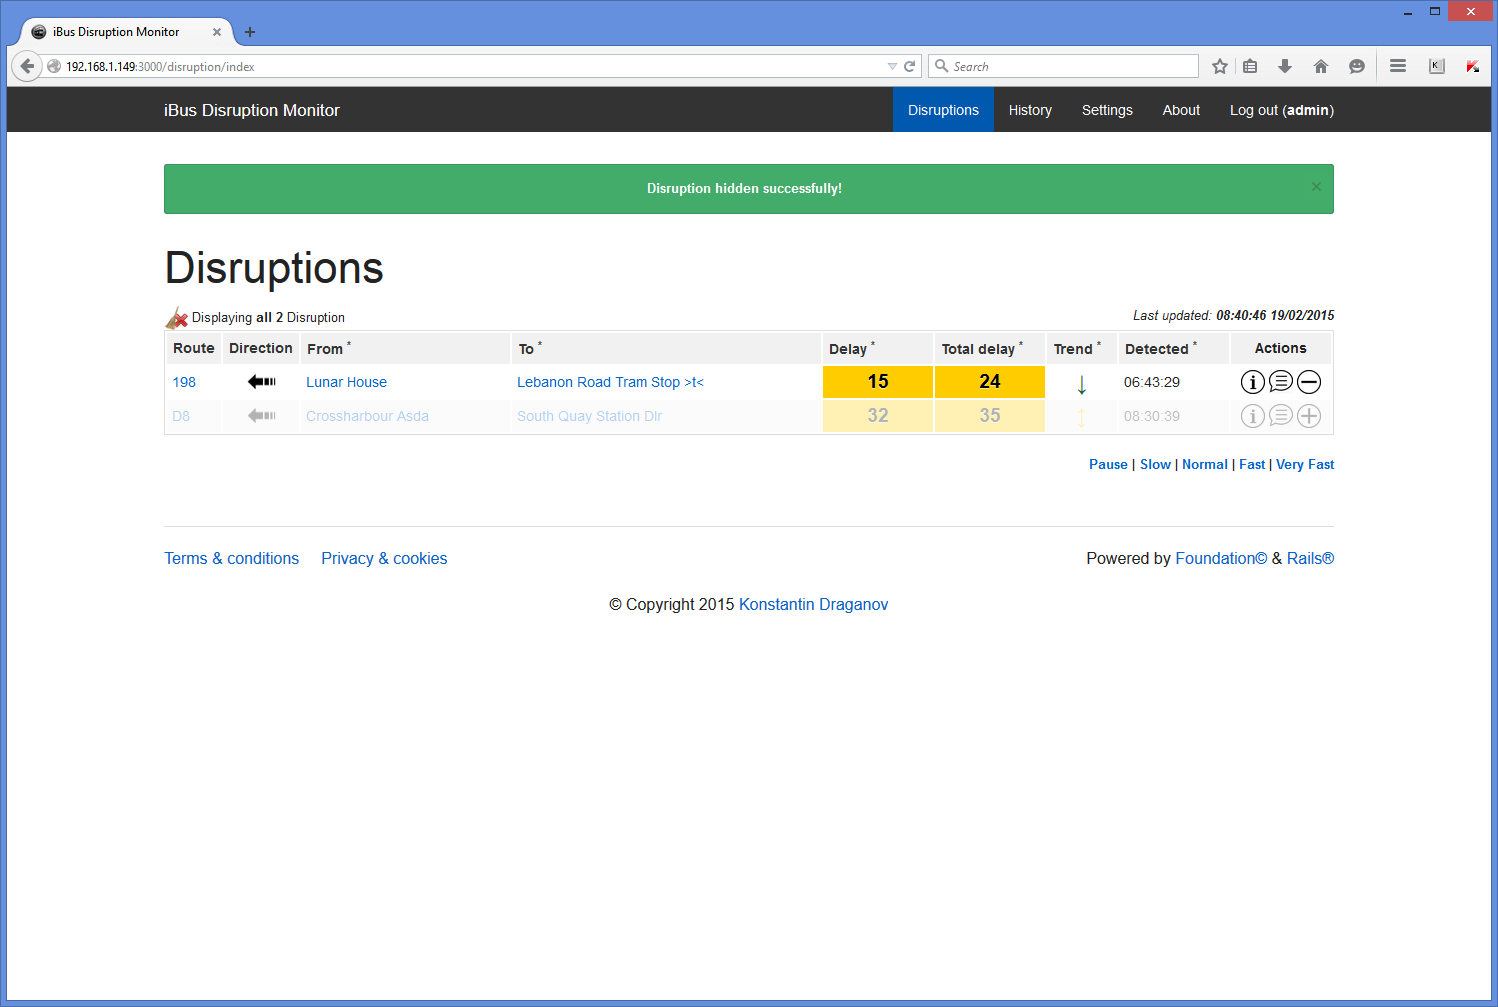 iBus Disruption Monitor
192.168.1.149:3000/disruption/index
Search
iBus Disruption Monitor Disruptions History Settings About Log out (admin)
Disruption hidden successfully! ×
Disruptions
Displaying all 2 Disruption Last updated: 08:40:46 19/02/2015
Route Direction From * To * Delay * Total delay * Trend * Detected * Actions
198 Lunar House Lebanon Road Tram Stop >t< 15 24 ↓ 06:43:29
D8 Crossharbour Asda South Quay Station Dlr 32 35 ↕ 08:30:39
Pause | Slow | Normal | Fast | Very Fast
Terms & conditions Privacy & cookies Powered by Foundation© & Rails®
© Copyright 2015 Konstantin Draganov